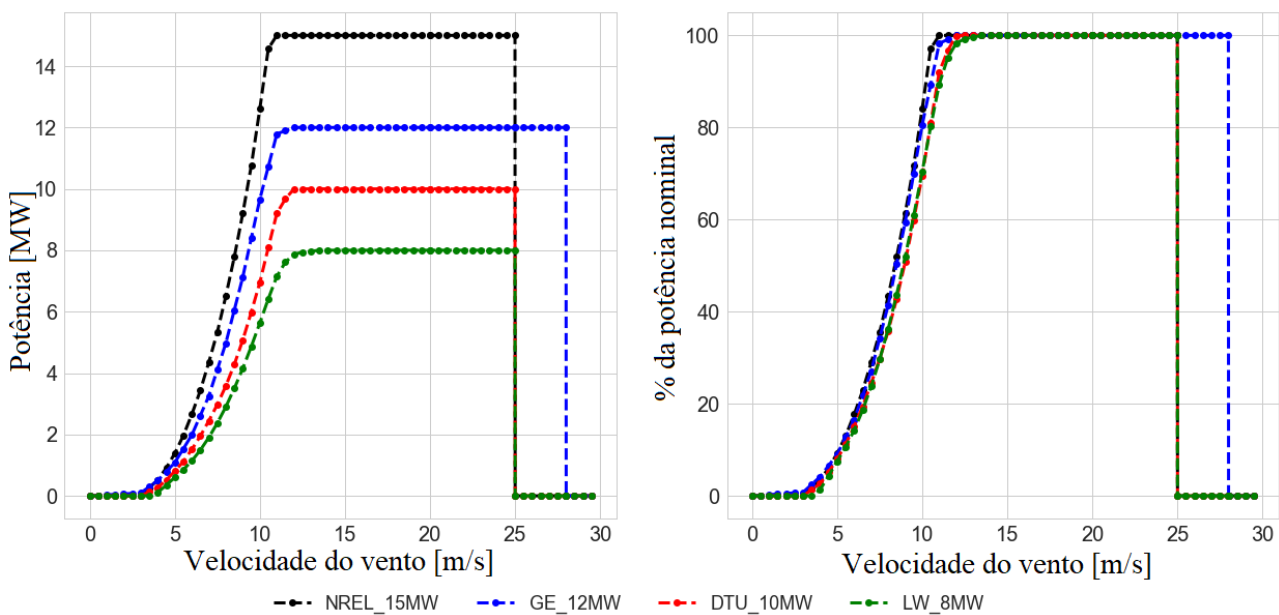 Potência [MW]
14
12
10
8
6
4
2
0
0 5 10 15 20 25 30
Velocidade do vento [m/s]
% da potência nominal
100
80
60
40
20
0
0 5 10 15 20 25 30
Velocidade do vento [m/s]
NREL_15MW GE_12MW DTU_10MW LW_8MW